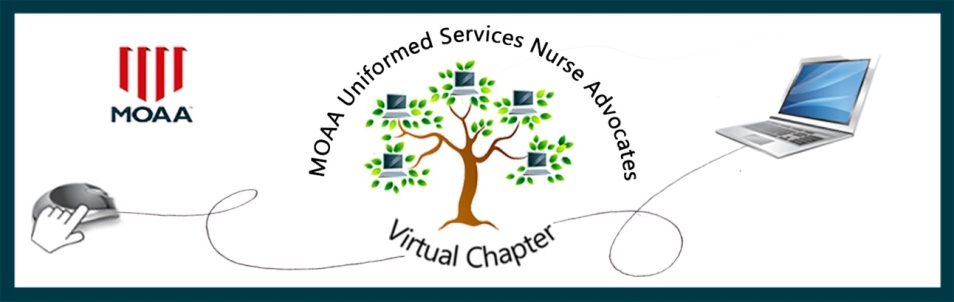 MOAA
MOAA Uniformed Services Nurse Advocates
Virtual Chapter